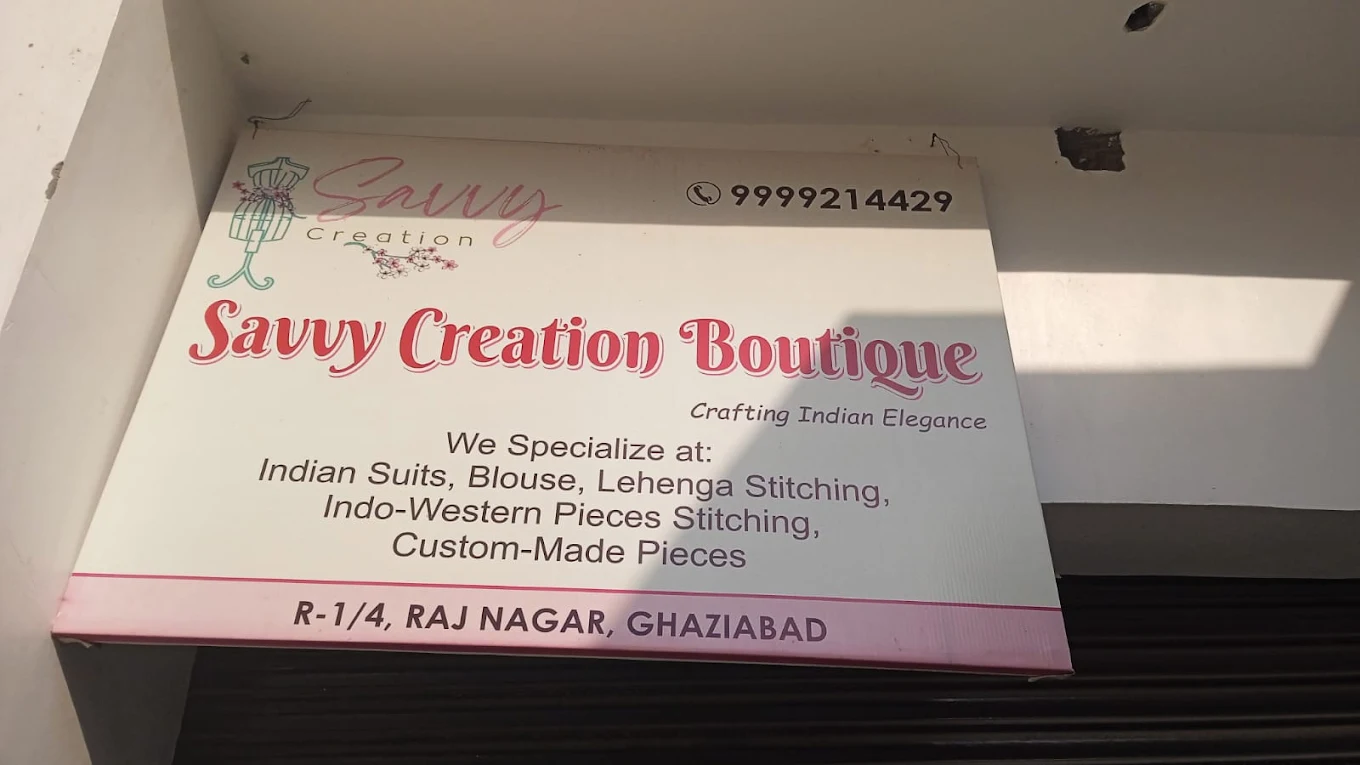 Savvy
Creation
9999214429
Savvy Creation Boutique
Crafting Indian Elegance
We Specialize at:
Indian Suits, Blouse, Lehenga Stitching,
Indo-Western Pieces Stitching,
Custom-Made Pieces
R-1/4, RAJ NAGAR, GHAZIABAD